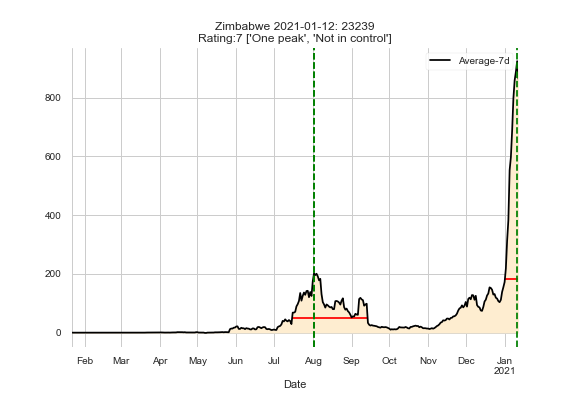 Zimbabwe 2021-01-12: 23239
Rating:7 ['One peak', 'Not in control']
Average-7d
800
600
400
200
0
Feb Mar Apr May Jun Jul Aug Sep Oct Nov Dec Jan
2021
Date